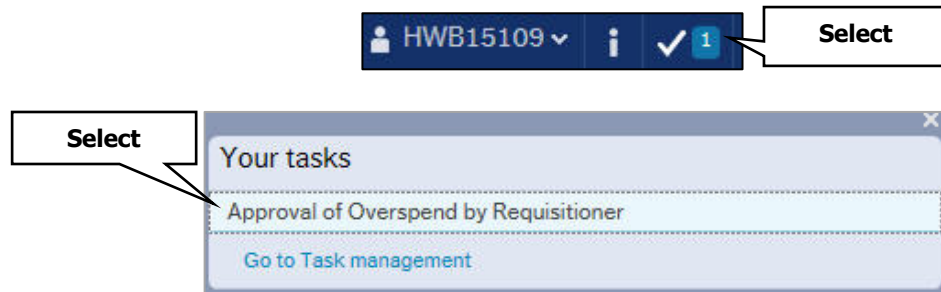 HWB15109
1
Select
Select
Your tasks
Approval of Overspend by Requisitioner
Go to Task management